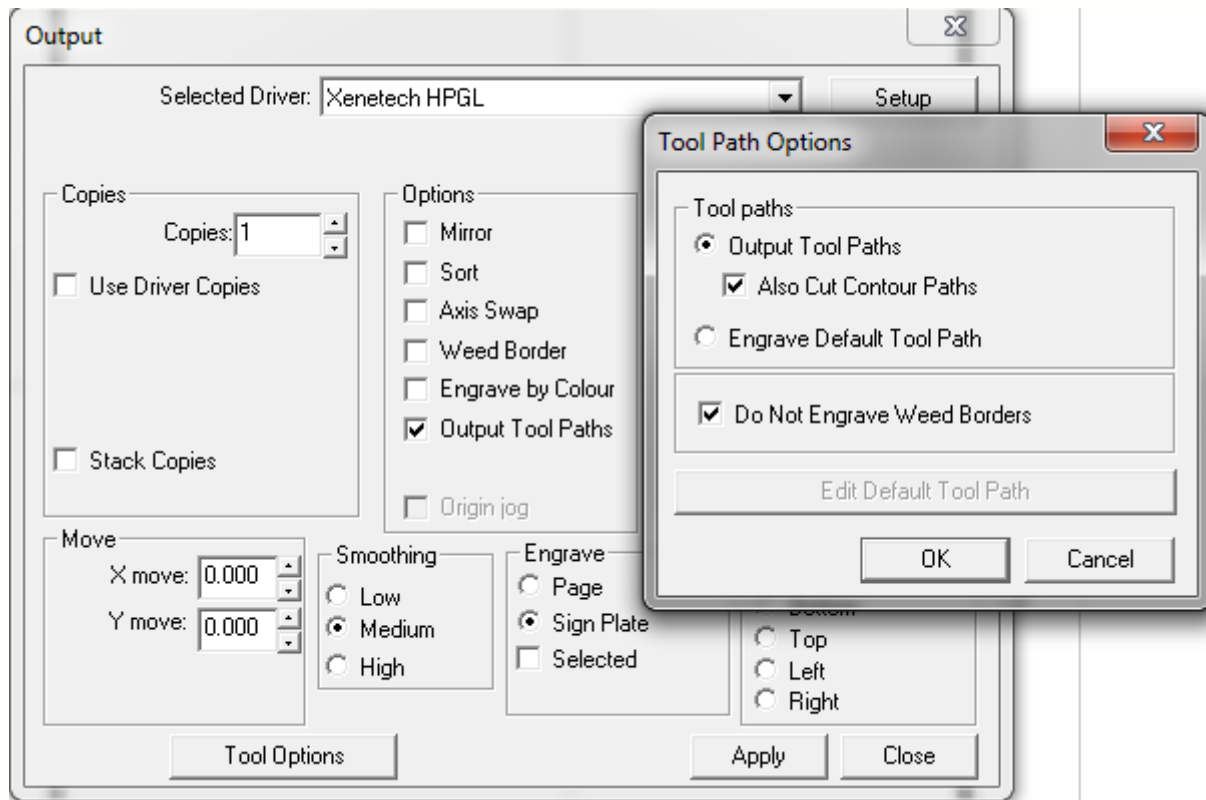 Output
Selected Driver: Xenetech HPGL
Setup
Copies
Copies: 1
Use Driver Copies
Stack Copies
Options
Mirror
Sort
Axis Swap
Weed Border
Engrave by Colour
Output Tool Paths
Origin jog
Move
X move: 0.000
Y move: 0.000
Smoothing
Low
Medium
High
Engrave
Page
Sign Plate
Selected
Top
Left
Right
Tool Options
Apply
Close
Tool Path Options
Tool paths
Output Tool Paths
Also Cut Contour Paths
Engrave Default Tool Path
Do Not Engrave Weed Borders
Edit Default Tool Path
OK
Cancel